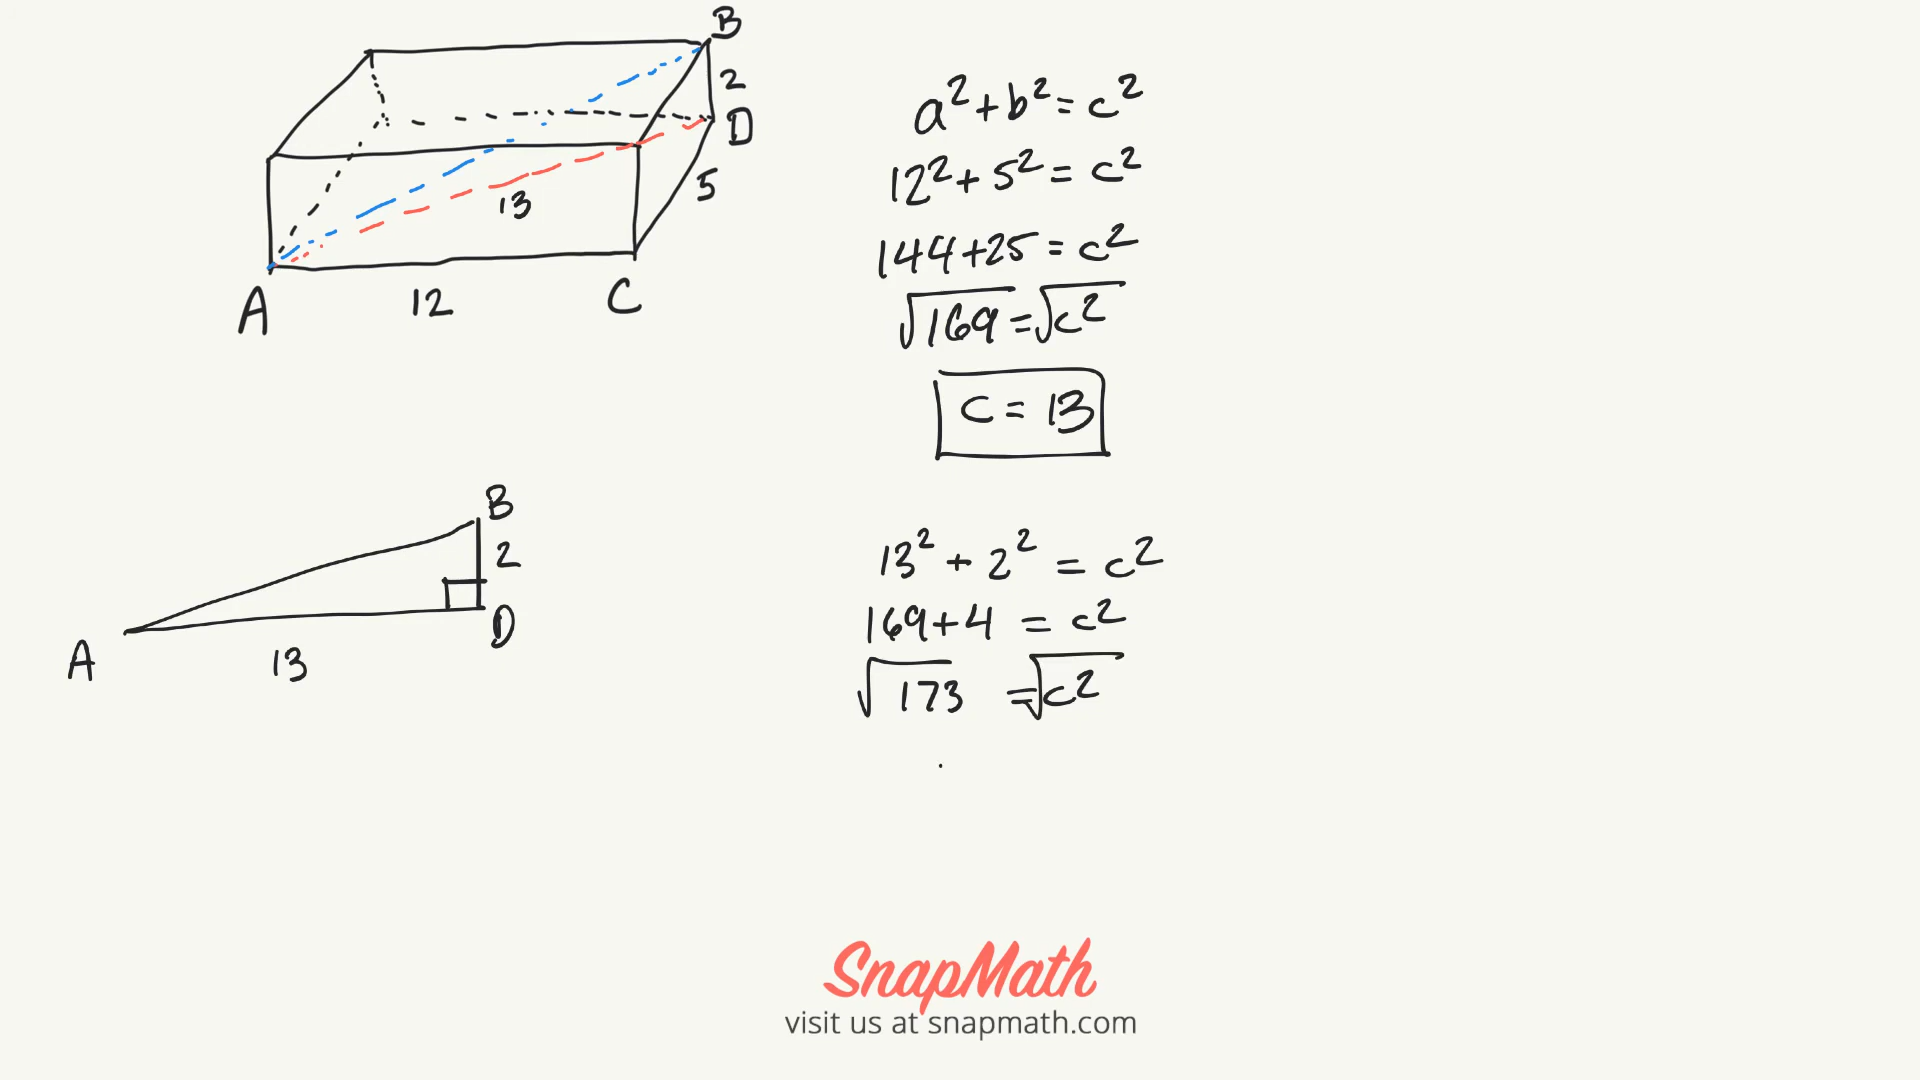 B
2
D
5
13
A
12
C
a² + b² = c²
12² + 5² = c²
144 + 25 = c²
√169 = √c²
c = 13
B
2
D
A
13
13² + 2² = c²
169 + 4 = c²
√173 = √c²
SnapMath
visit us at snapmath.com